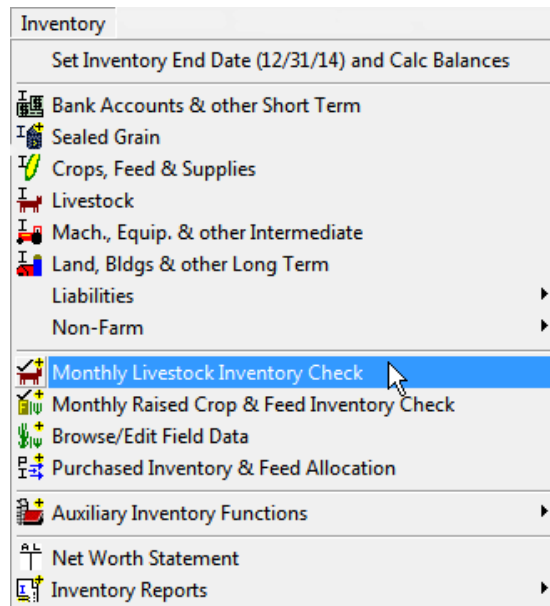 Inventory
Set Inventory End Date (12/31/14) and Calc Balances
Bank Accounts & other Short Term
Sealed Grain
Crops, Feed & Supplies
Livestock
Mach., Equip. & other Intermediate
Land, Bldgs & other Long Term
Liabilities
Non-Farm
Monthly Livestock Inventory Check
Monthly Raised Crop & Feed Inventory Check
Browse/Edit Field Data
Purchased Inventory & Feed Allocation
Auxiliary Inventory Functions
Net Worth Statement
Inventory Reports